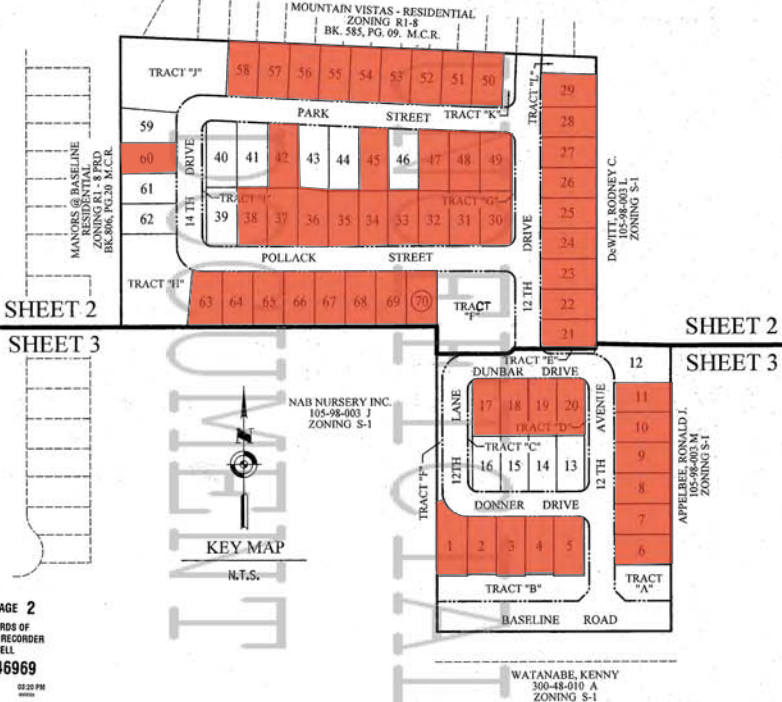 MOUNTAIN VISTAS - RESIDENTIAL
ZONING R1-8
BK. 585, PG. 09. M.C.R.
TRACT "J"
58 57 56 55 54 53 52 51 50
TRACT "L"
29
28
27
26
25
24
23
22
21
PARK STREET TRACT "K"
59
60
61
62
14 TH DRIVE
40 41 42 43 44 45 46 47 48 49
TRACT "I"
TRACT "G"
39 38 37 36 35 34 33 32 31 30
12 TH DRIVE
POLLACK STREET
MANORS @ BASELINE
RESIDENTIAL
ZONING R1 - 8 PRD
BK.806, PG.20 M.C.R.
DeWITT, RODNEY C.
105-98-003 L
ZONING S-1
TRACT "H"
63 64 65 66 67 68 69 70
TRACT
"F"
SHEET 2
SHEET 3
SHEET 2
SHEET 3
TRACT "E"
DUNBAR DRIVE
12
NAB NURSERY INC.
105-98-003 J
ZONING S-1
12TH LANE
17 18 19 20
TRACT "D"
TRACT "C"
16 15 14 13
12 TH AVENUE
11
10
9
8
7
6
APPELBEE, RONALD J.
105-98-003 M
ZONING S-1
TRACT "F"
DONNER DRIVE
1 2 3 4 5
TRACT "B"
TRACT
"A"
BASELINE ROAD
N
KEY MAP
N.T.S.
AGE 2
RDS OF
RECORDER
ELL
46969
03:20 PM
WATANABE, KENNY
300-48-010 A
ZONING S-1